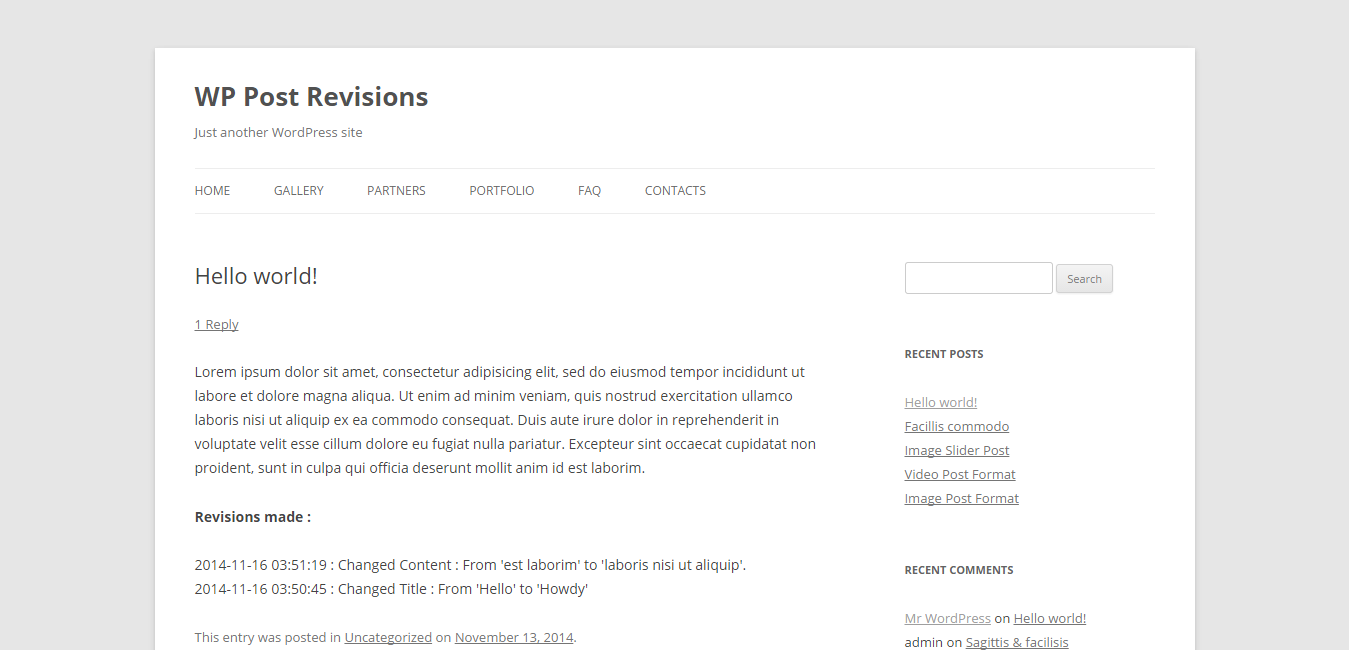 WP Post Revisions
Just another WordPress site
HOME GALLERY PARTNERS PORTFOLIO FAQ CONTACTS
Hello world!
1 Reply
Lorem ipsum dolor sit amet, consectetur adipisicing elit, sed do eiusmod tempor incididunt ut
labore et dolore magna aliqua. Ut enim ad minim veniam, quis nostrud exercitation ullamco
laboris nisi ut aliquip ex ea commodo consequat. Duis aute irure dolor in reprehenderit in
voluptate velit esse cillum dolore eu fugiat nulla pariatur. Excepteur sint occaecat cupidatat non
proident, sunt in culpa qui officia deserunt mollit anim id est laborim.
Revisions made :
2014-11-16 03:51:19 : Changed Content : From 'est laborim' to 'laboris nisi ut aliquip'.
2014-11-16 03:50:45 : Changed Title : From 'Hello' to 'Howdy'
This entry was posted in Uncategorized on November 13, 2014.
Search
RECENT POSTS
Hello world!
Facillis commodo
Image Slider Post
Video Post Format
Image Post Format
RECENT COMMENTS
Mr WordPress on Hello world!
admin on Sagittis & facilisis